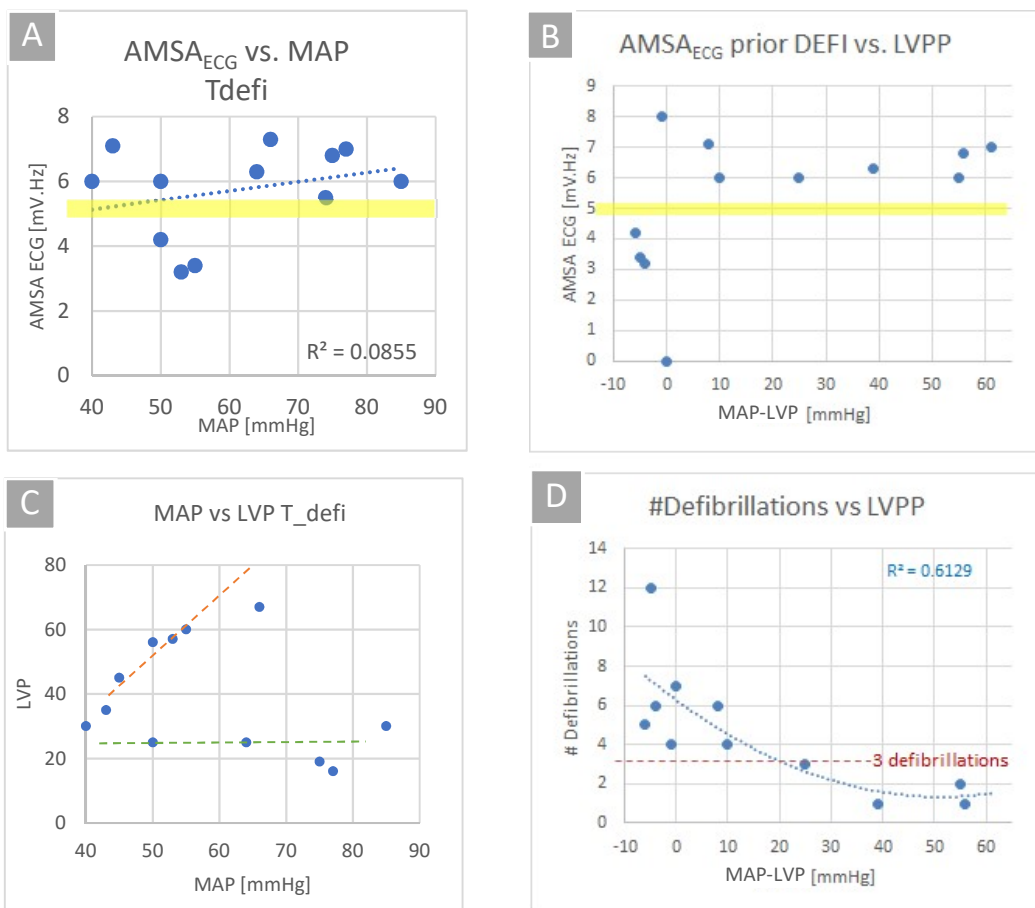 A
AMSA_ECG vs. MAP
Tdefi
AMSA ECG [mV.Hz]
8
6
4
2
0
R² = 0.0855
40 50 60 70 80 90
MAP [mmHg]
B
AMSA_ECG prior DEFI vs. LVPP
AMSA ECG [mV.Hz]
9
8
7
6
5
4
3
2
1
0
-10 0 10 20 30 40 50 60
MAP-LVP [mmHg]
C
MAP vs LVP T_defi
LVP
80
60
40
20
0
40 50 60 70 80 90
MAP [mmHg]
D
#Defibrillations vs LVPP
# Defibrillations
14
12
10
8
6
4
2
0
R² = 0.6129
3 defibrillations
-10 0 10 20 30 40 50 60
MAP-LVP [mmHg]